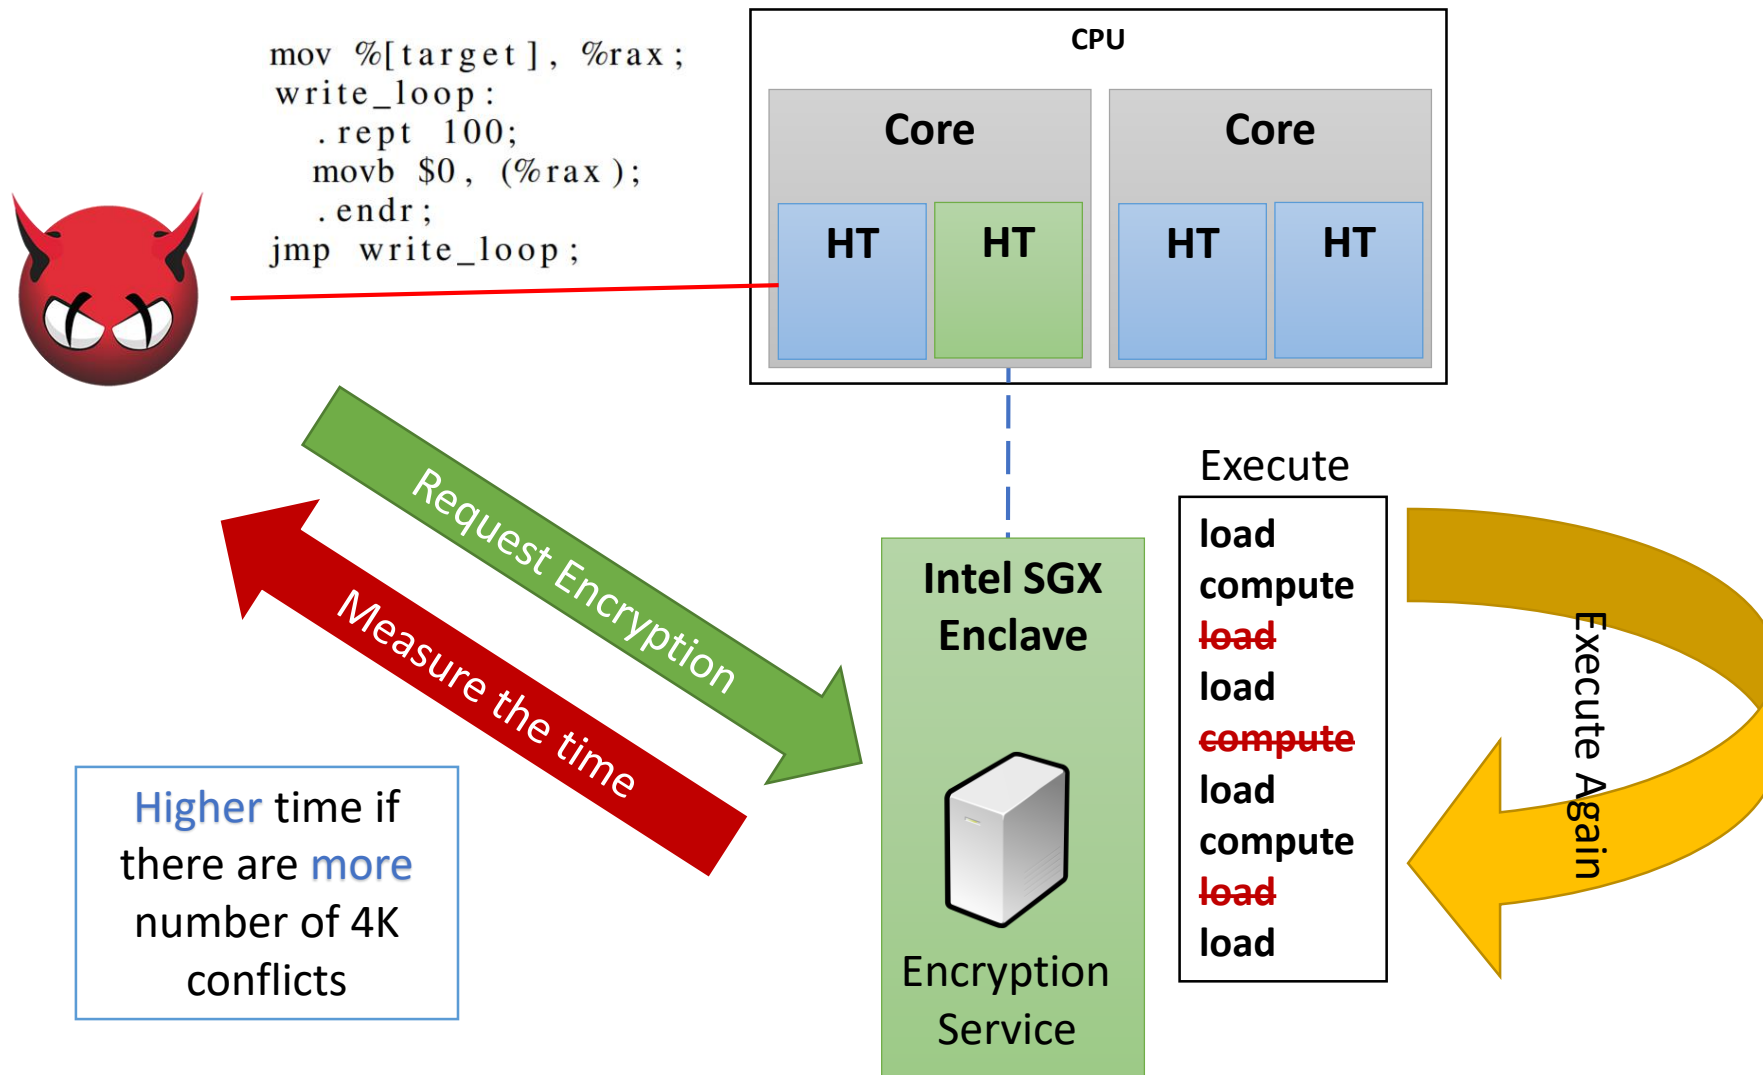 mov %[target], %rax;
write_loop:
.rept 100;
movb $0, (%rax);
.endr;
jmp write_loop;
CPU
Core
Core
HT
HT
HT
HT
Request Encryption
Measure the time
Higher time if
there are more
number of 4K
conflicts
Intel SGX
Enclave
Encryption
Service
Execute
load
compute
load
load
compute
load
compute
load
load
Execute Again